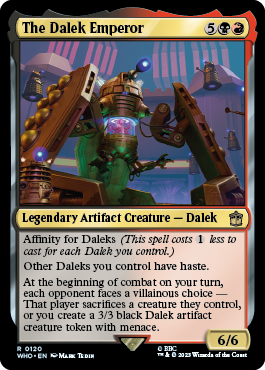 The Dalek Emperor 5
Legendary Artifact Creature — Dalek
Affinity for Daleks (This spell costs 1 less to
cast for each Dalek you control.)
Other Daleks you control have haste.
At the beginning of combat on your turn,
each opponent faces a villainous choice —
That player sacrifices a creature they control,
or you create a 3/3 black Dalek artifact
creature token with menace.
6/6
R 0120
WHO • EN Mark Tedin
© BBC
™ & © 2023 Wizards of the Coast